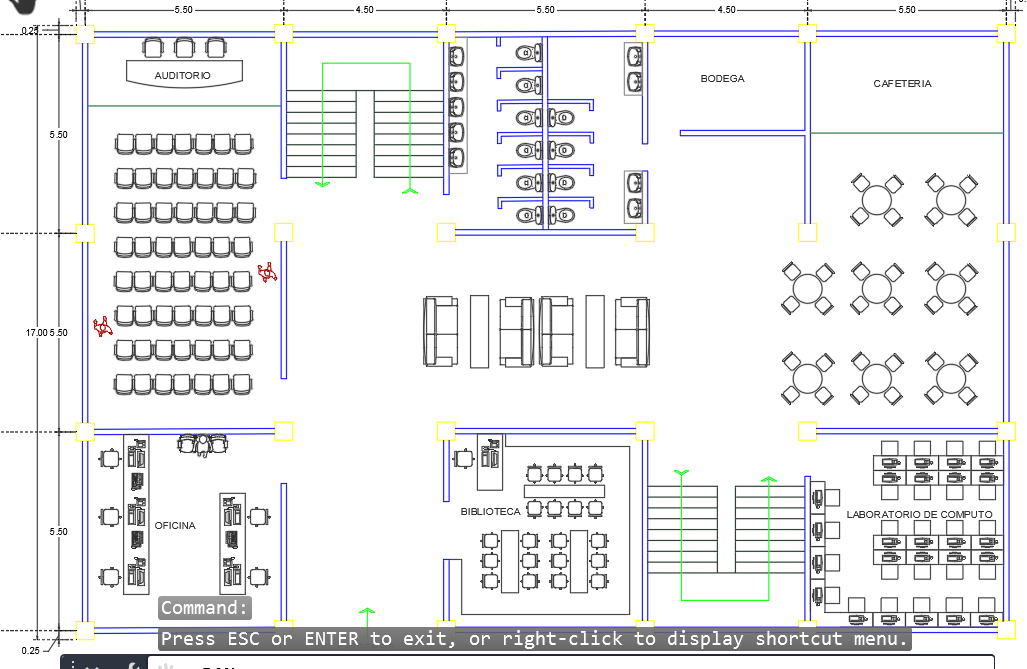 5.50 4.50 5.50 4.50 5.50
0.25
AUDITORIO
BODEGA
CAFETERIA
5.50
17.00 5.50
5.50
OFICINA
BIBLIOTECA
LABORATORIO DE COMPUTO
Command:
Press ESC or ENTER to exit, or right-click to display shortcut menu.
0.25